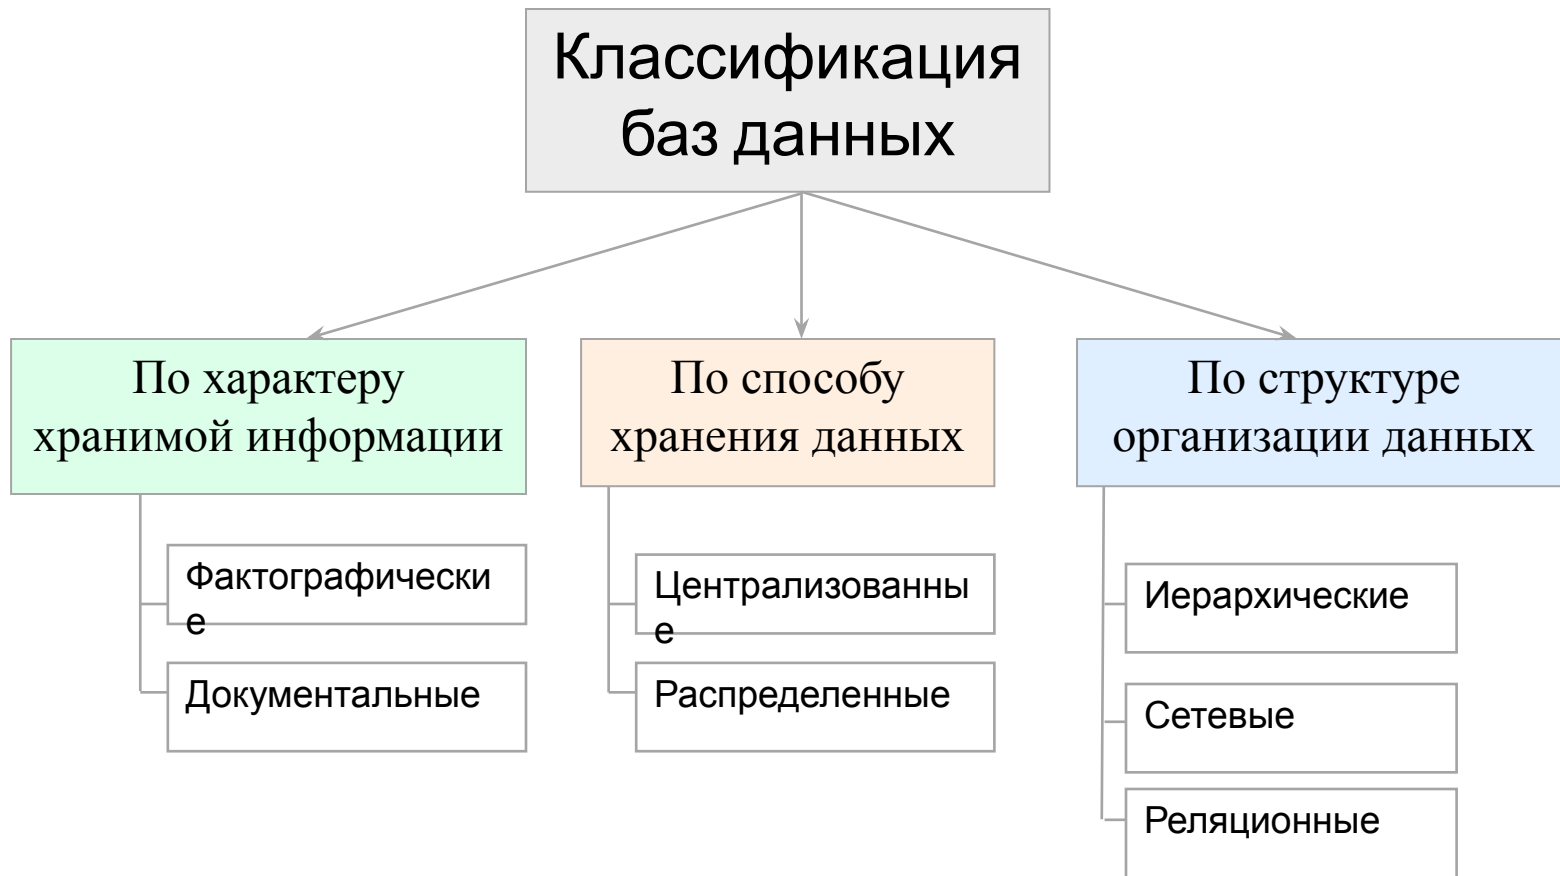 Классификация
баз данных
По характеру
хранимой информации
По способу
хранения данных
По структуре
организации данных
Фактографически
е
Документальные
Централизованны
е
Распределенные
Иерархические
Сетевые
Реляционные